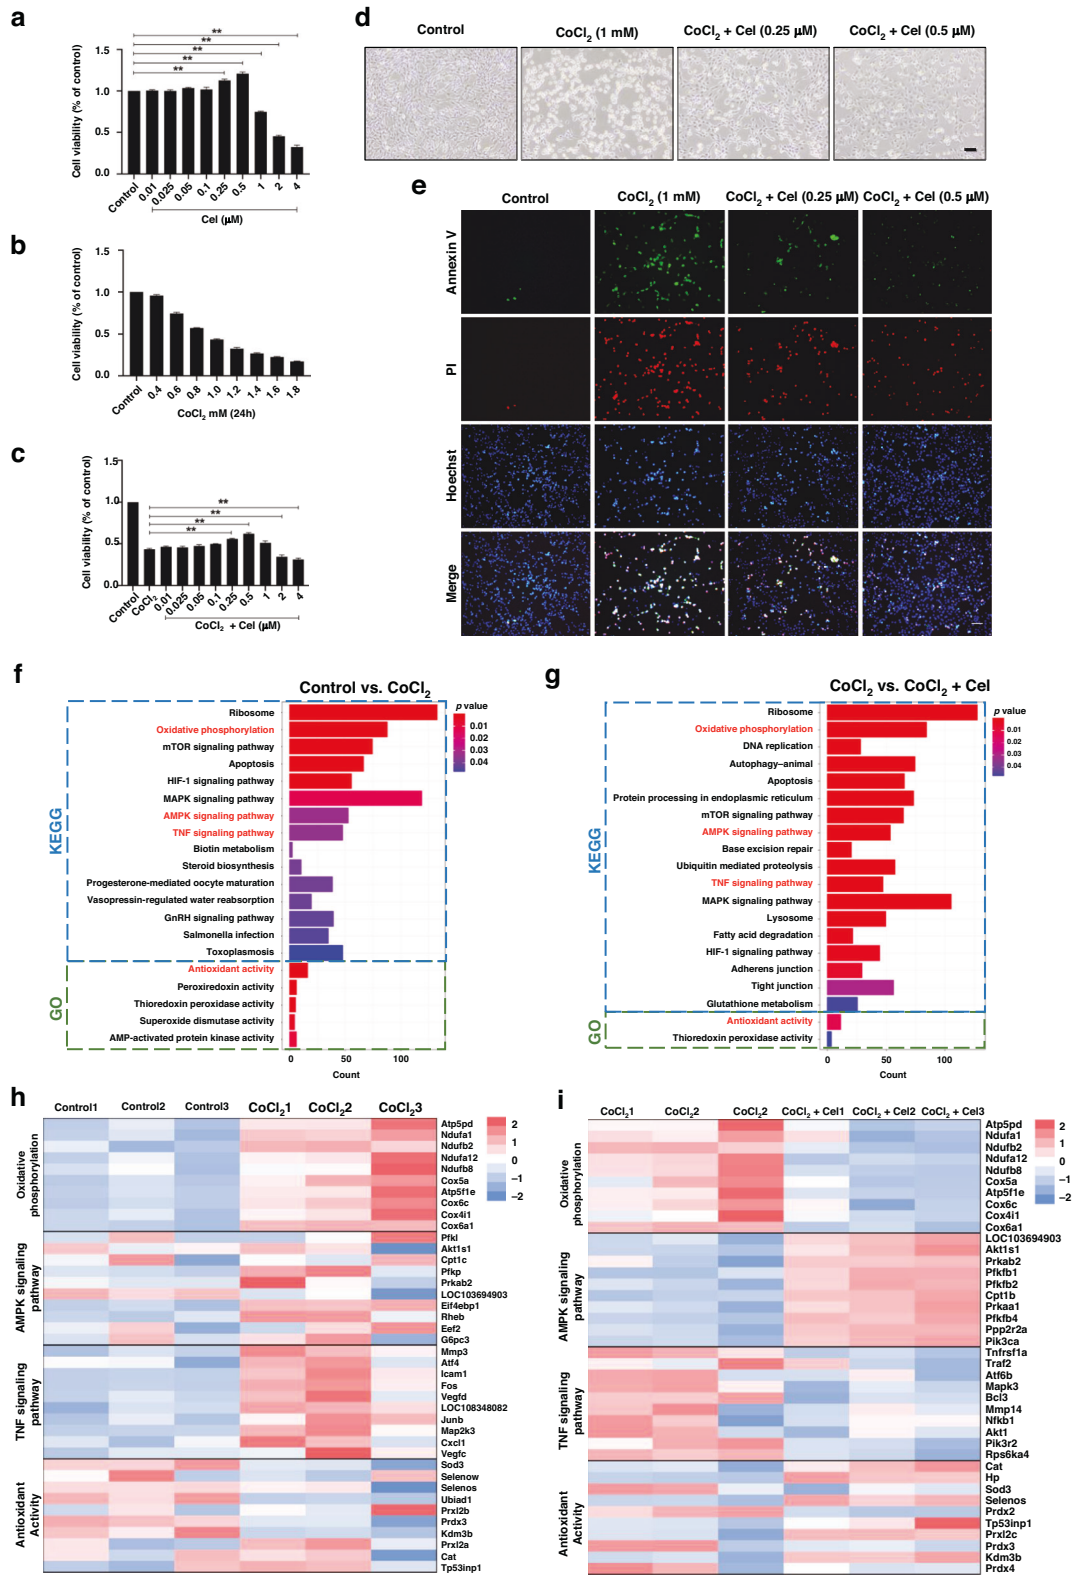 a
1.5
1.0
0.5
0.0
Cell viability (% of control)
**
**
**
**
**
Control 0.01 0.025 0.05 0.1 0.25 0.5 1 2 4
Cel (μM)
b
1.5
1.0
0.5
0.0
Cell viability (% of control)
Control 0.4 0.6 0.8 1.0 1.2 1.4 1.6 1.8
CoCl2 mM (24h)
c
1.5
1.0
0.5
0.0
Cell viability (% of control)
**
**
**
**
Control CoCl2 0.01 0.025 0.05 0.1 0.25 0.5 1 2 4
CoCl2 + Cel (μM)
d
Control CoCl2 (1 mM) CoCl2 + Cel (0.25 μM) CoCl2 + Cel (0.5 μM)
e
Control CoCl2 (1 mM) CoCl2 + Cel (0.25 μM) CoCl2 + Cel (0.5 μM)
Annexin V
PI
Hoechst
Merge
f
Control vs. CoCl2
KEGG
Ribosome
Oxidative phosphorylation
mTOR signaling pathway
Apoptosis
HIF-1 signaling pathway
MAPK signaling pathway
AMPK signaling pathway
TNF signaling pathway
Biotin metabolism
Steroid biosynthesis
Progesterone-mediated oocyte maturation
Vasopressin-regulated water reabsorption
GnRH signaling pathway
Salmonella infection
Toxoplasmosis
GO
Antioxidant activity
Peroxiredoxin activity
Thioredoxin peroxidase activity
Superoxide dismutase activity
AMP-activated protein kinase activity
0 50 100
Count
p value
0.01
0.02
0.03
0.04
g
CoCl2 vs. CoCl2 + Cel
KEGG
Ribosome
Oxidative phosphorylation
DNA replication
Autophagy–animal
Apoptosis
Protein processing in endoplasmic reticulum
mTOR signaling pathway
AMPK signaling pathway
Base excision repair
Ubiquitin mediated proteolysis
TNF signaling pathway
MAPK signaling pathway
Lysosome
Fatty acid degradation
HIF-1 signaling pathway
Adherens junction
Tight junction
Glutathione metabolism
GO
Antioxidant activity
Thioredoxin peroxidase activity
0 50 100
Count
p value
0.01
0.02
0.03
0.04
h
Control1 Control2 Control3 CoCl21 CoCl22 CoCl23
Oxidative phosphorylation
Atp5pd
Ndufa1
Ndufb2
Ndufa12
Ndufb8
Cox5a
Atp5f1e
Cox6c
Cox4i1
Cox6a1
AMPK signaling pathway
Pfkl
Akt1s1
Cpt1c
Pfkp
Prkab2
LOC103694903
Eif4ebp1
Rheb
Eef2
G6pc3
TNF signaling pathway
Mmp3
Atf4
Icam1
Fos
Vegfd
LOC108348082
Junb
Map2k3
Cxcl1
Vegfc
Antioxidant Activity
Sod3
Selenow
Selenos
Ubiad1
Prxl2b
Prdx3
Kdm3b
Prxl2a
Cat
Tp53inp1
2
1
0
−1
−2
i
CoCl21 CoCl22 CoCl22 CoCl2 + Cel1 CoCl2 + Cel2 CoCl2 + Cel3
Oxidative phosphorylation
Atp5pd
Ndufa1
Ndufb2
Ndufa12
Ndufb8
Cox5a
Atp5f1e
Cox6c
Cox4i1
Cox6a1
AMPK signaling pathway
LOC103694903
Akt1s1
Prkab2
Pfkfb1
Pfkfb2
Cpt1b
Prkaa1
Pfkfb4
Ppp2r2a
Pik3ca
TNF signaling pathway
Tnfrsf1a
Traf2
Atf6b
Mapk3
Bcl3
Mmp14
Nfkb1
Akt1
Pik3r2
Rps6ka4
Antioxidant Activity
Cat
Hp
Sod3
Selenos
Prdx2
Tp53inp1
Prxl2c
Prdx3
Kdm3b
Prdx4
2
1
0
−1
−2